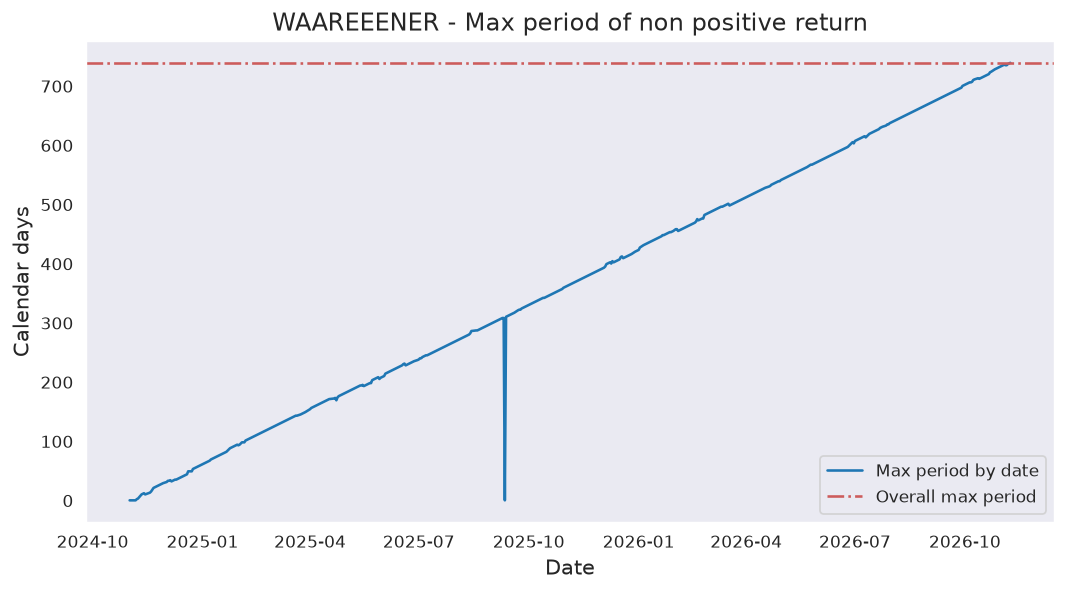 WAAREEENER - Max period of non positive return
Calendar days
700
600
500
400
300
200
100
0
Max period by date
Overall max period
2024-10 2025-01 2025-04 2025-07 2025-10 2026-01 2026-04 2026-07 2026-10
Date